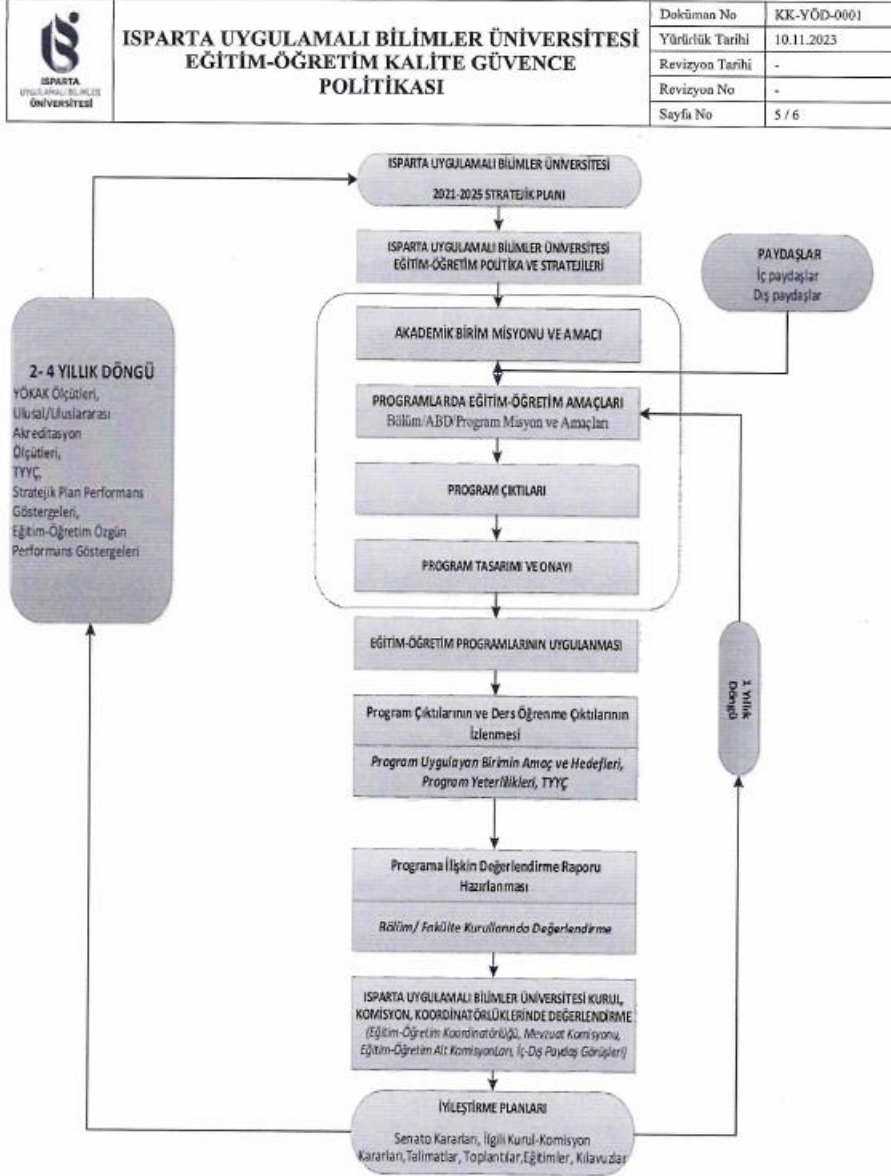 ISPARTA
UYGULAMALI BİLİMLER
ÜNİVERSİTESİ
ISPARTA UYGULAMALI BİLİMLER ÜNİVERSİTESİ
EĞİTİM-ÖĞRETİM KALİTE GÜVENCE
POLİTİKASI
Doküman No KK-YÖD-0001
Yürürlük Tarihi 10.11.2023
Revizyon Tarihi -
Revizyon No -
Sayfa No 5 / 6
ISPARTA UYGULAMALI BİLİMLER ÜNİVERSİTESİ
2021-2025 STRATEJİK PLANI
ISPARTA UYGULAMALI BİLİMLER ÜNİVERSİTESİ
EĞİTİM-ÖĞRETİM POLİTİKA VE STRATEJİLERİ
PAYDAŞLAR
İç paydaşlar
Dış paydaşlar
AKADEMİK BİRİM MİSYONU VE AMACI
2- 4 YILLIK DÖNGÜ
YÖKAK Ölçütleri,
Ulusal/Uluslararası
Akreditasyon
Ölçütleri,
TYYÇ,
Stratejik Plan Performans
Göstergeleri,
Eğitim-Öğretim Özgün
Performans Göstergeleri
PROGRAMLARDA EĞİTİM-ÖĞRETİM AMAÇLARI
Bölüm/ABD/Program Misyon ve Amaçları
PROGRAM ÇIKTILARI
PROGRAM TASARIMI VE ONAYI
EĞİTİM-ÖĞRETİM PROGRAMLARININ UYGULANMASI
1 Yıllık
Döngü
Program Çıktılarının ve Ders Öğrenme Çıktılarının
İzlenmesi
Program Uygulayan Birimin Amaç ve Hedefleri,
Program Yeterlilikleri, TYYÇ
Programa İlişkin Değerlendirme Raporu
Hazırlanması
Bölüm/ Fakülte Kurullarında Değerlendirme
ISPARTA UYGULAMALI BİLİMLER ÜNİVERSİTESİ KURUL,
KOMİSYON, KOORDİNATÖRLÜKLERİNDE DEĞERLENDİRME
(Eğitim-Öğretim Koordinatörlüğü, Mevzuat Komisyonu,
Eğitim-Öğretim Alt Komisyonları, İç-Dış Paydaş Görüşleri)
İYİLEŞTİRME PLANLARI
Senato Kararları, İlgili Kurul-Komisyon
Kararları,Talimatlar, Toplantılar,Eğitimler, Kılavuzlar